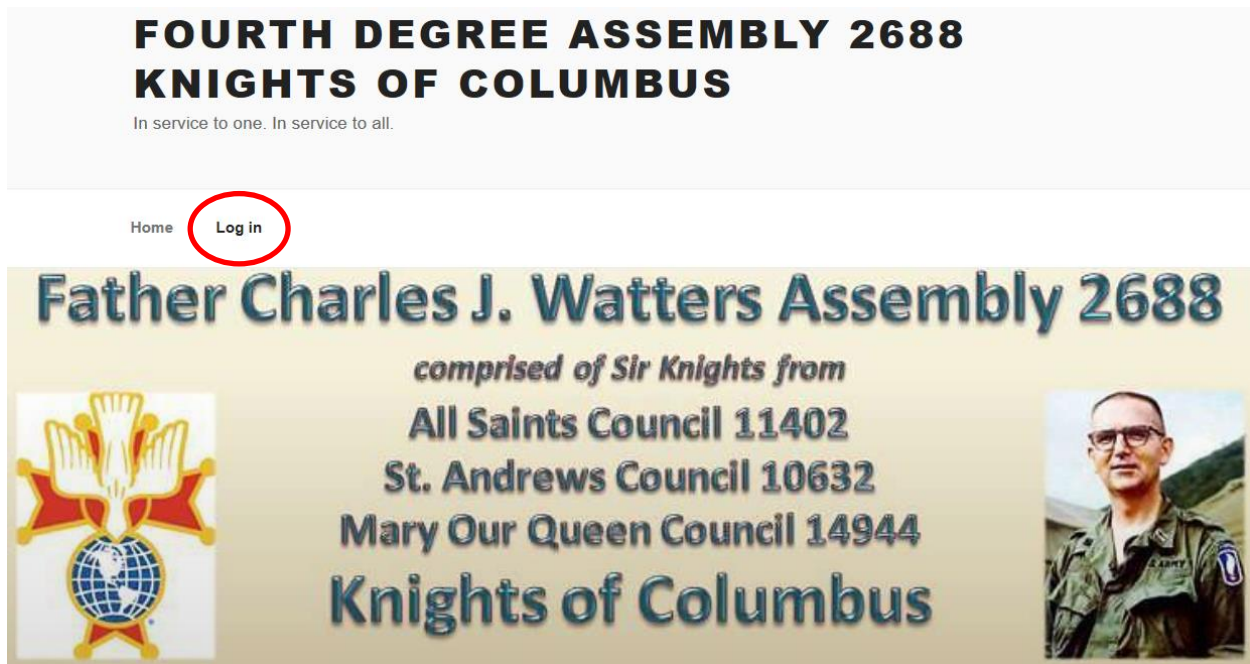 FOURTH DEGREE ASSEMBLY 2688
KNIGHTS OF COLUMBUS
In service to one. In service to all.
Home Log in
Father Charles J. Watters Assembly 2688
comprised of Sir Knights from
All Saints Council 11402
St. Andrews Council 10632
Mary Our Queen Council 14944
Knights of Columbus
U.S. ARMY